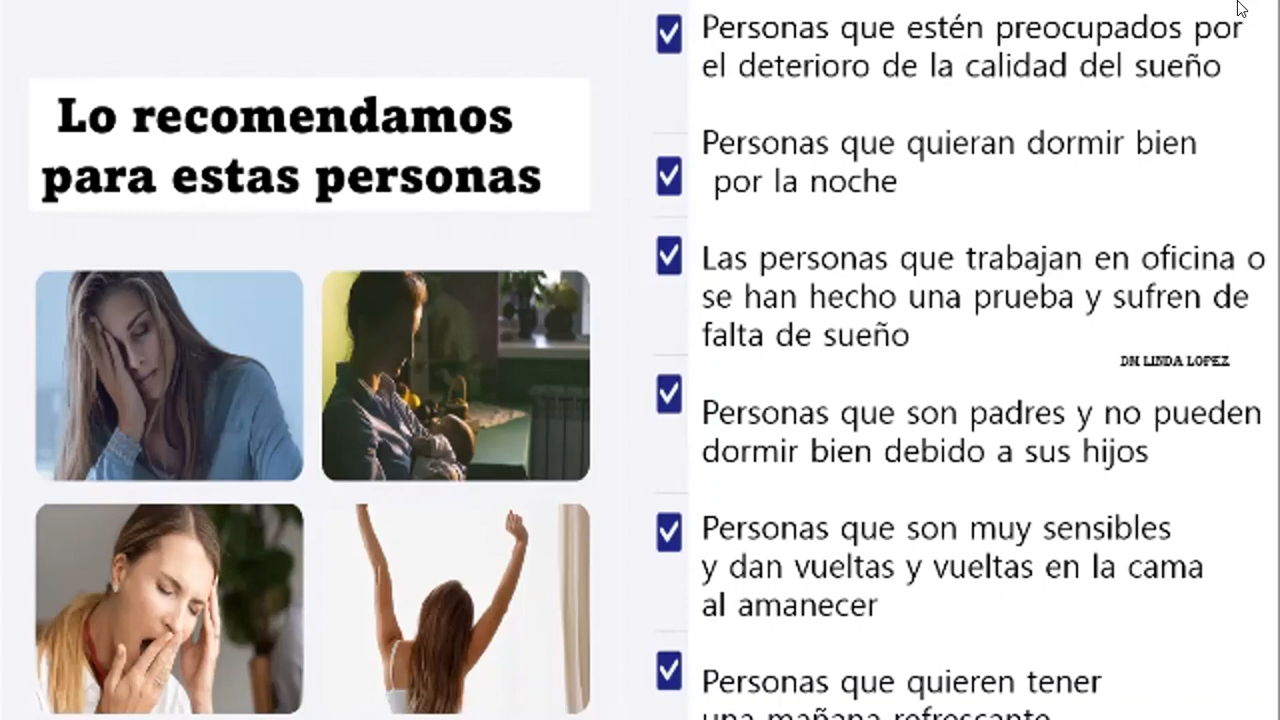 Lo recomendamos
para estas personas
Personas que estén preocupados por
el deterioro de la calidad del sueño
Personas que quieran dormir bien
por la noche
Las personas que trabajan en oficina o
se han hecho una prueba y sufren de
falta de sueño
DN LINDA LOPEZ
Personas que son padres y no pueden
dormir bien debido a sus hijos
Personas que son muy sensibles
y dan vueltas y vueltas en la cama
al amanecer
Personas que quieren tener
una mañana refrescante